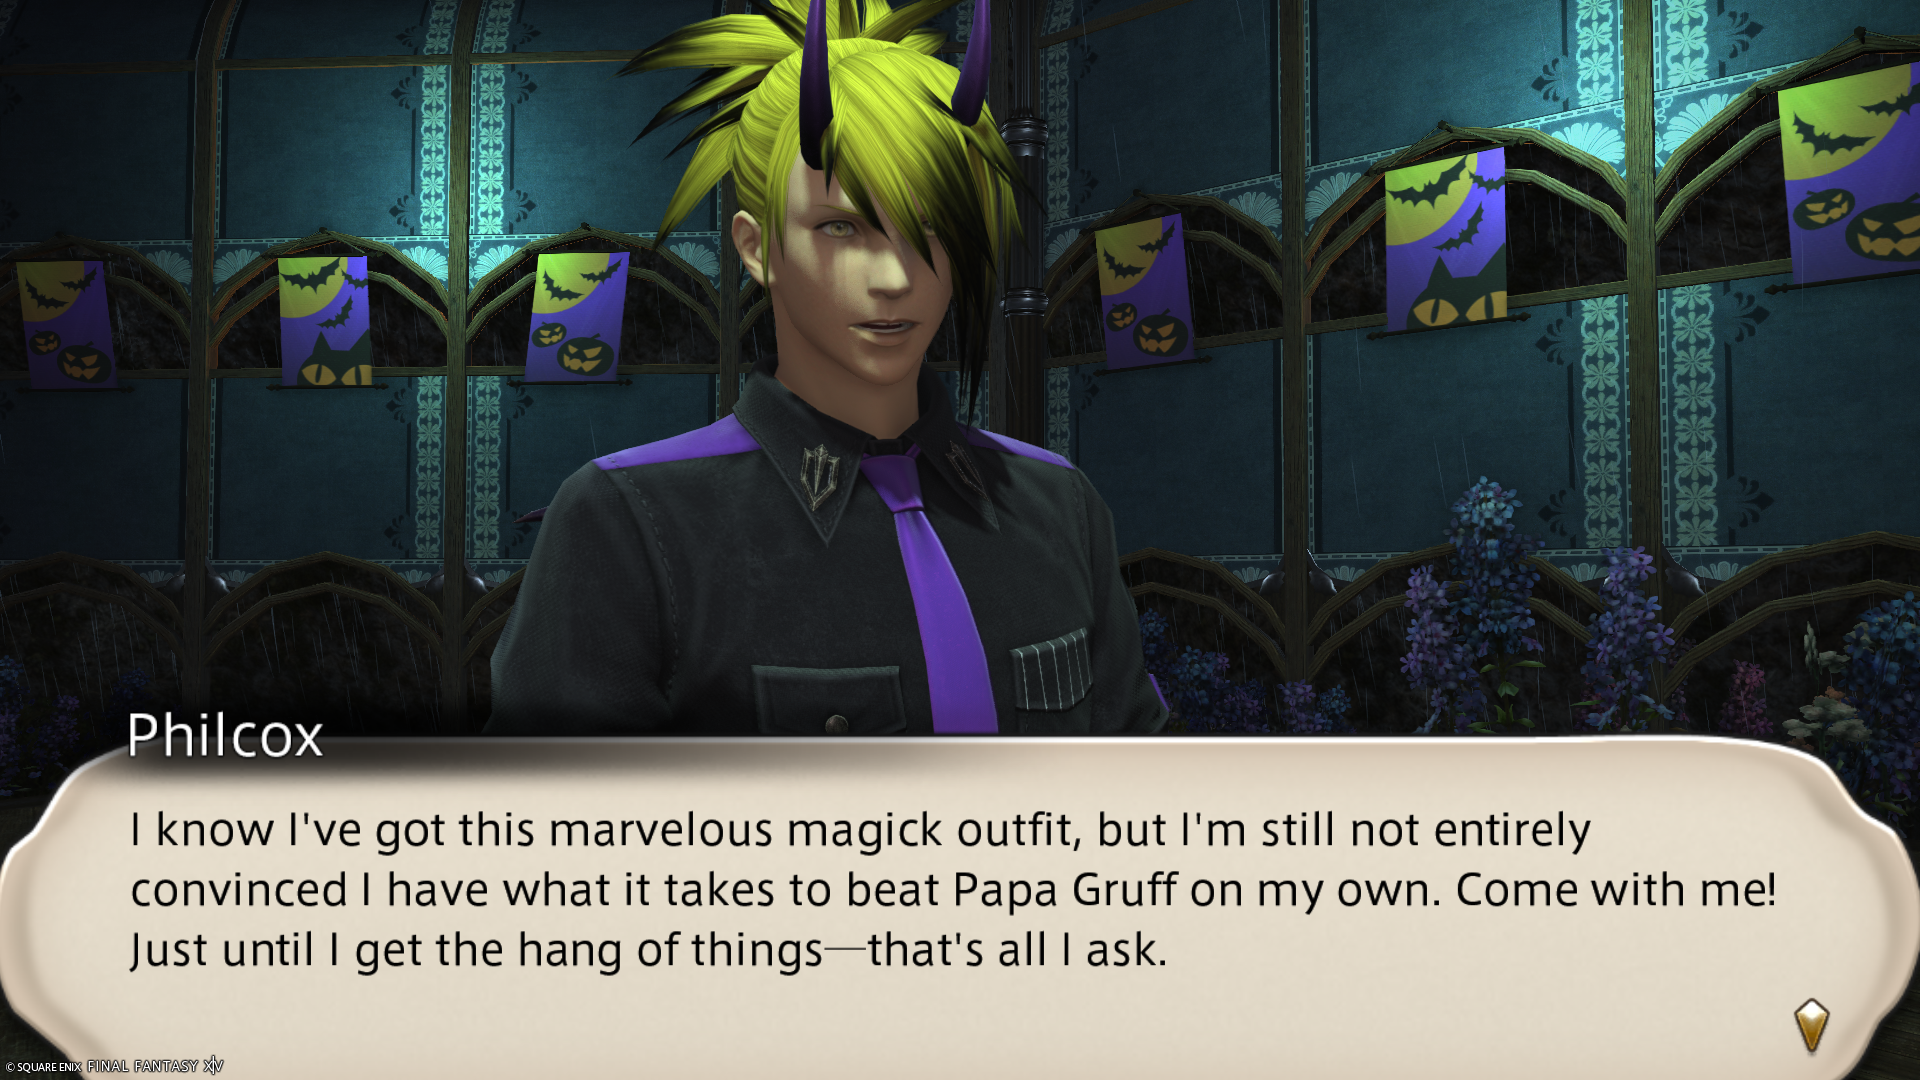 Philcox
I know I've got this marvelous magick outfit, but I'm still not entirely
convinced I have what it takes to beat Papa Gruff on my own. Come with me!
Just until I get the hang of things—that's all I ask.
© SQUARE ENIX FINAL FANTASY XIV